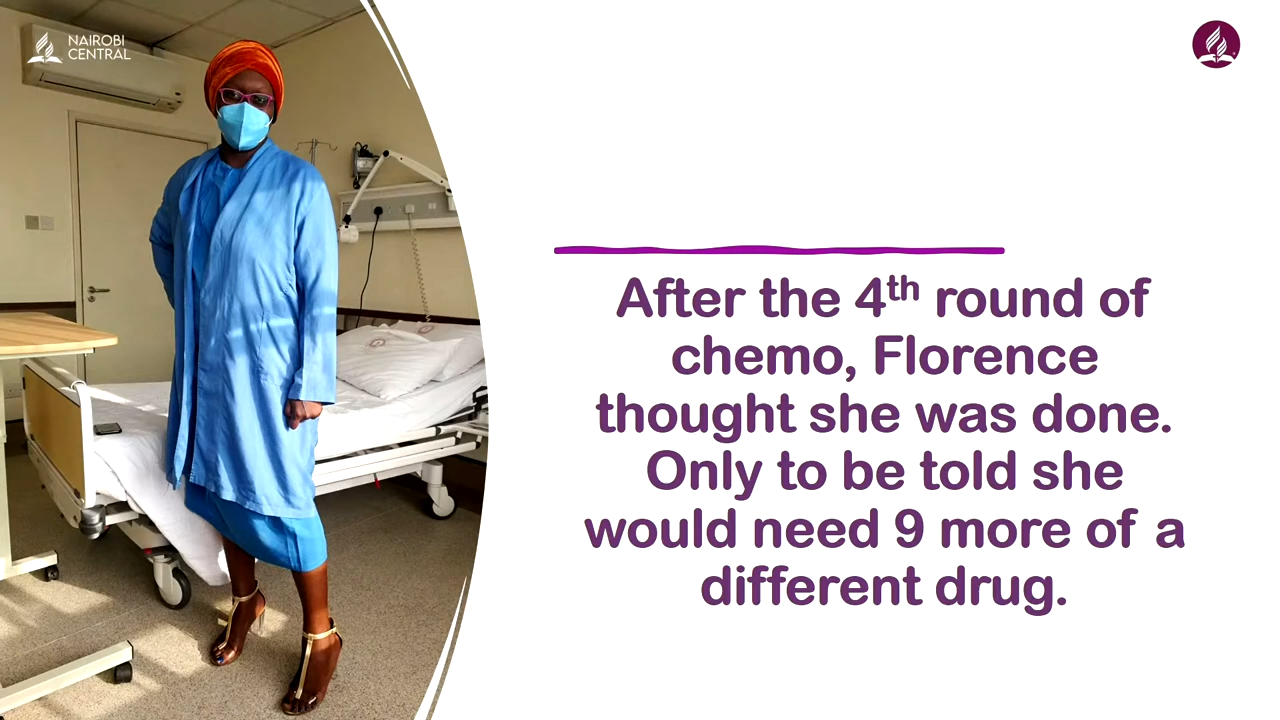 NAIROBI
CENTRAL
After the 4th round of
chemo, Florence
thought she was done.
Only to be told she
would need 9 more of a
different drug.